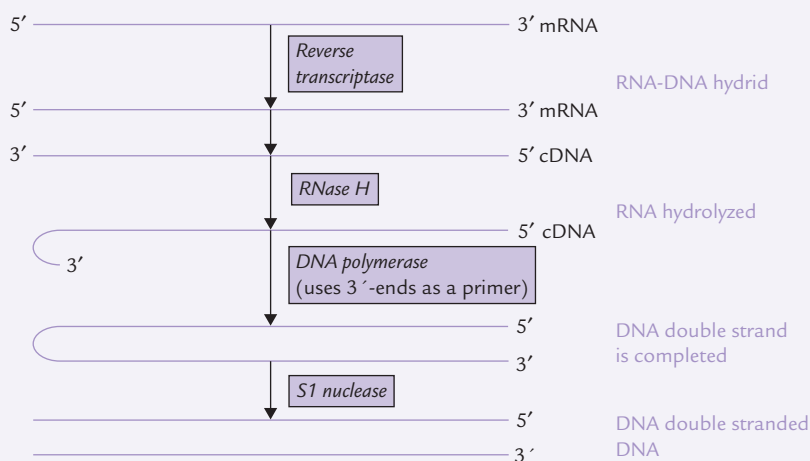 5′ 3′ mRNA
Reverse
transcriptase
RNA-DNA hydrid
5′ 3′ mRNA
3′ 5′ cDNA
RNase H
RNA hydrolyzed
5′ cDNA
3′
DNA polymerase
(uses 3´-ends as a primer)
5′
DNA double strand
is completed
3′
S1 nuclease
5′
DNA double stranded
DNA
3´